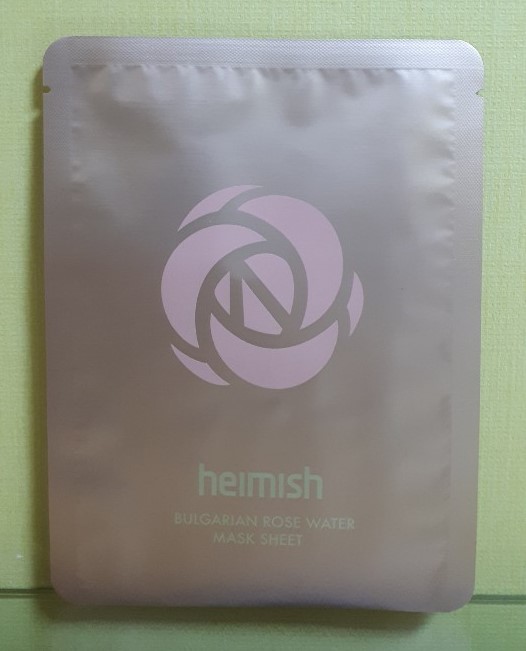 heimish
BULGARIAN ROSE WATER
MASK SHEET